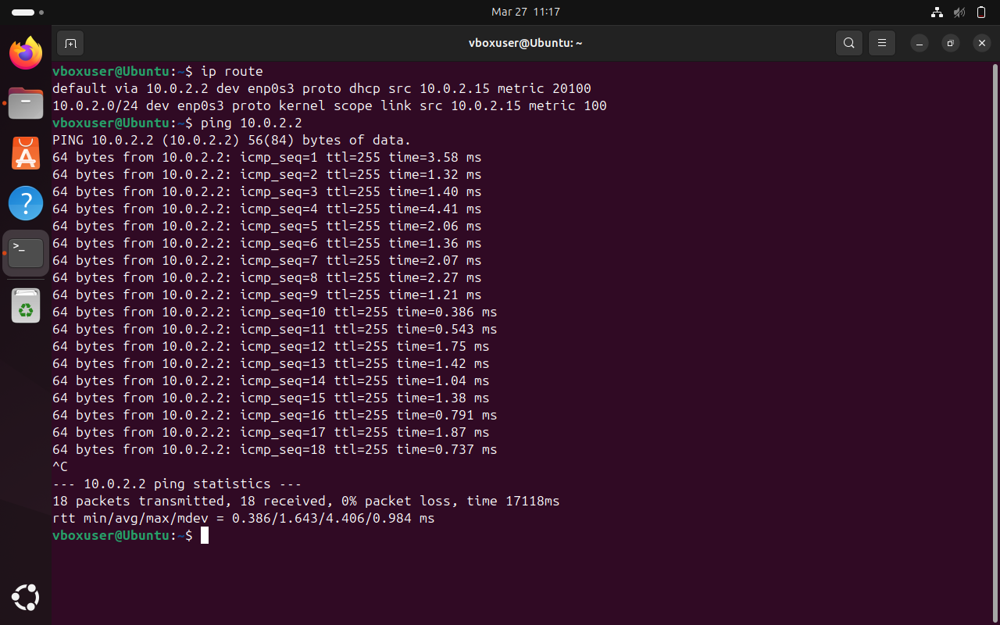 Mar 27 11:17
vboxuser@Ubuntu: ~
vboxuser@Ubuntu:~$ ip route
default via 10.0.2.2 dev enp0s3 proto dhcp src 10.0.2.15 metric 20100
10.0.2.0/24 dev enp0s3 proto kernel scope link src 10.0.2.15 metric 100
vboxuser@Ubuntu:~$ ping 10.0.2.2
PING 10.0.2.2 (10.0.2.2) 56(84) bytes of data.
64 bytes from 10.0.2.2: icmp_seq=1 ttl=255 time=3.58 ms
64 bytes from 10.0.2.2: icmp_seq=2 ttl=255 time=1.32 ms
64 bytes from 10.0.2.2: icmp_seq=3 ttl=255 time=1.40 ms
64 bytes from 10.0.2.2: icmp_seq=4 ttl=255 time=4.41 ms
64 bytes from 10.0.2.2: icmp_seq=5 ttl=255 time=2.06 ms
64 bytes from 10.0.2.2: icmp_seq=6 ttl=255 time=1.36 ms
64 bytes from 10.0.2.2: icmp_seq=7 ttl=255 time=2.07 ms
64 bytes from 10.0.2.2: icmp_seq=8 ttl=255 time=2.27 ms
64 bytes from 10.0.2.2: icmp_seq=9 ttl=255 time=1.21 ms
64 bytes from 10.0.2.2: icmp_seq=10 ttl=255 time=0.386 ms
64 bytes from 10.0.2.2: icmp_seq=11 ttl=255 time=0.543 ms
64 bytes from 10.0.2.2: icmp_seq=12 ttl=255 time=1.75 ms
64 bytes from 10.0.2.2: icmp_seq=13 ttl=255 time=1.42 ms
64 bytes from 10.0.2.2: icmp_seq=14 ttl=255 time=1.04 ms
64 bytes from 10.0.2.2: icmp_seq=15 ttl=255 time=1.38 ms
64 bytes from 10.0.2.2: icmp_seq=16 ttl=255 time=0.791 ms
64 bytes from 10.0.2.2: icmp_seq=17 ttl=255 time=1.87 ms
64 bytes from 10.0.2.2: icmp_seq=18 ttl=255 time=0.737 ms
^C
--- 10.0.2.2 ping statistics ---
18 packets transmitted, 18 received, 0% packet loss, time 17118ms
rtt min/avg/max/mdev = 0.386/1.643/4.406/0.984 ms
vboxuser@Ubuntu:~$